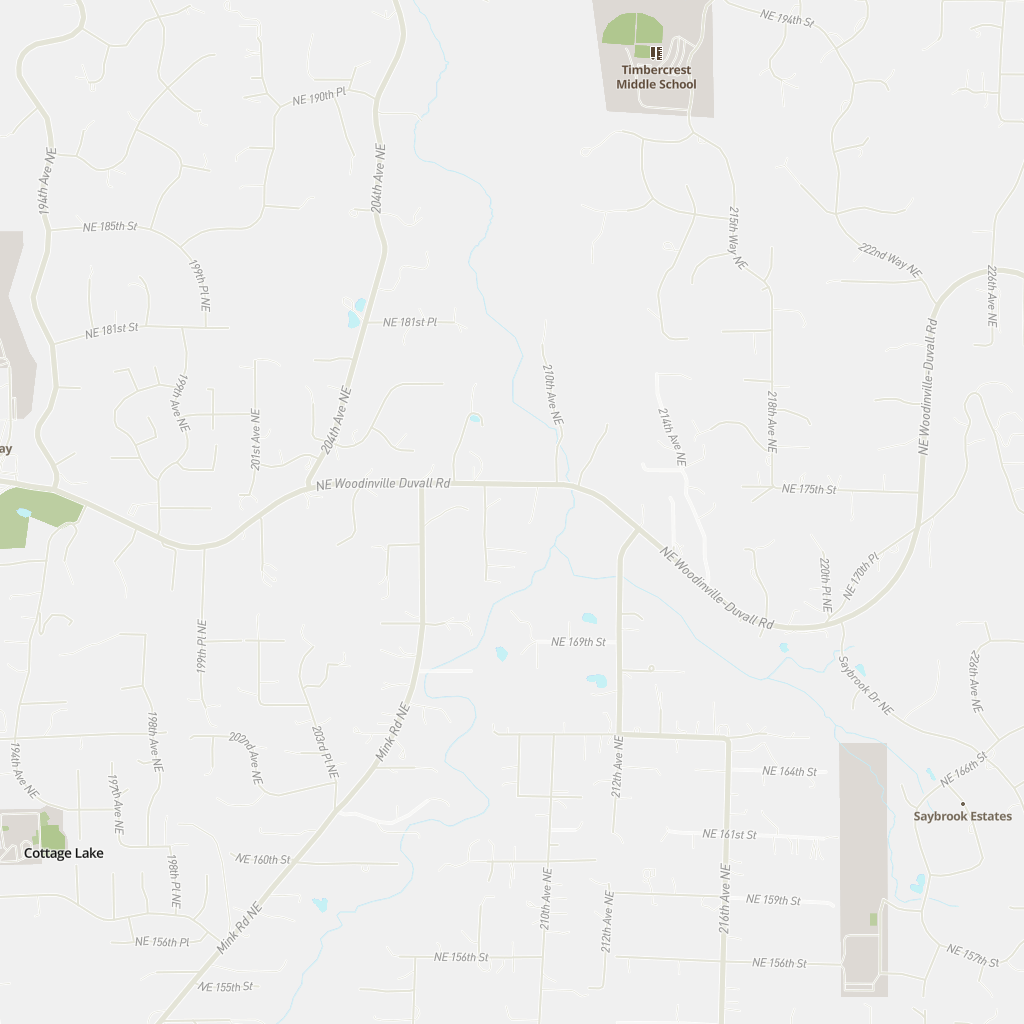 NE 194th St
Timbercrest
Middle School
NE 190th Pl
194th Ave NE
204th Ave NE
NE 185th St
215th Way NE
222nd Way NE
199th Pl NE
226th Ave NE
NE 181st St
NE 181st Pl
NE Woodinville-Duvall Rd
199th Ave NE
210th Ave NE
204th Ave NE
201st Ave NE
214th Ave NE
218th Ave NE
ay
NE Woodinville Duvall Rd
NE 175th St
NE Woodinville-Duvall Rd
220th Pl NE
NE 170th Pl
199th Pl NE
NE 169th St
Saybrook Dr NE
226th Ave NE
Mink Rd NE
198th Ave NE
202nd Ave NE
203rd Pl NE
194th Ave NE
212th Ave NE
NE 164th St
NE 166th St
197th Ave NE
Saybrook Estates
NE 161st St
Cottage Lake
NE 160th St
198th Pl NE
210th Ave NE
212th Ave NE
216th Ave NE
NE 159th St
Mink Rd NE
NE 156th Pl
NE 156th St
NE 156th St
NE 157th St
NE 155th St